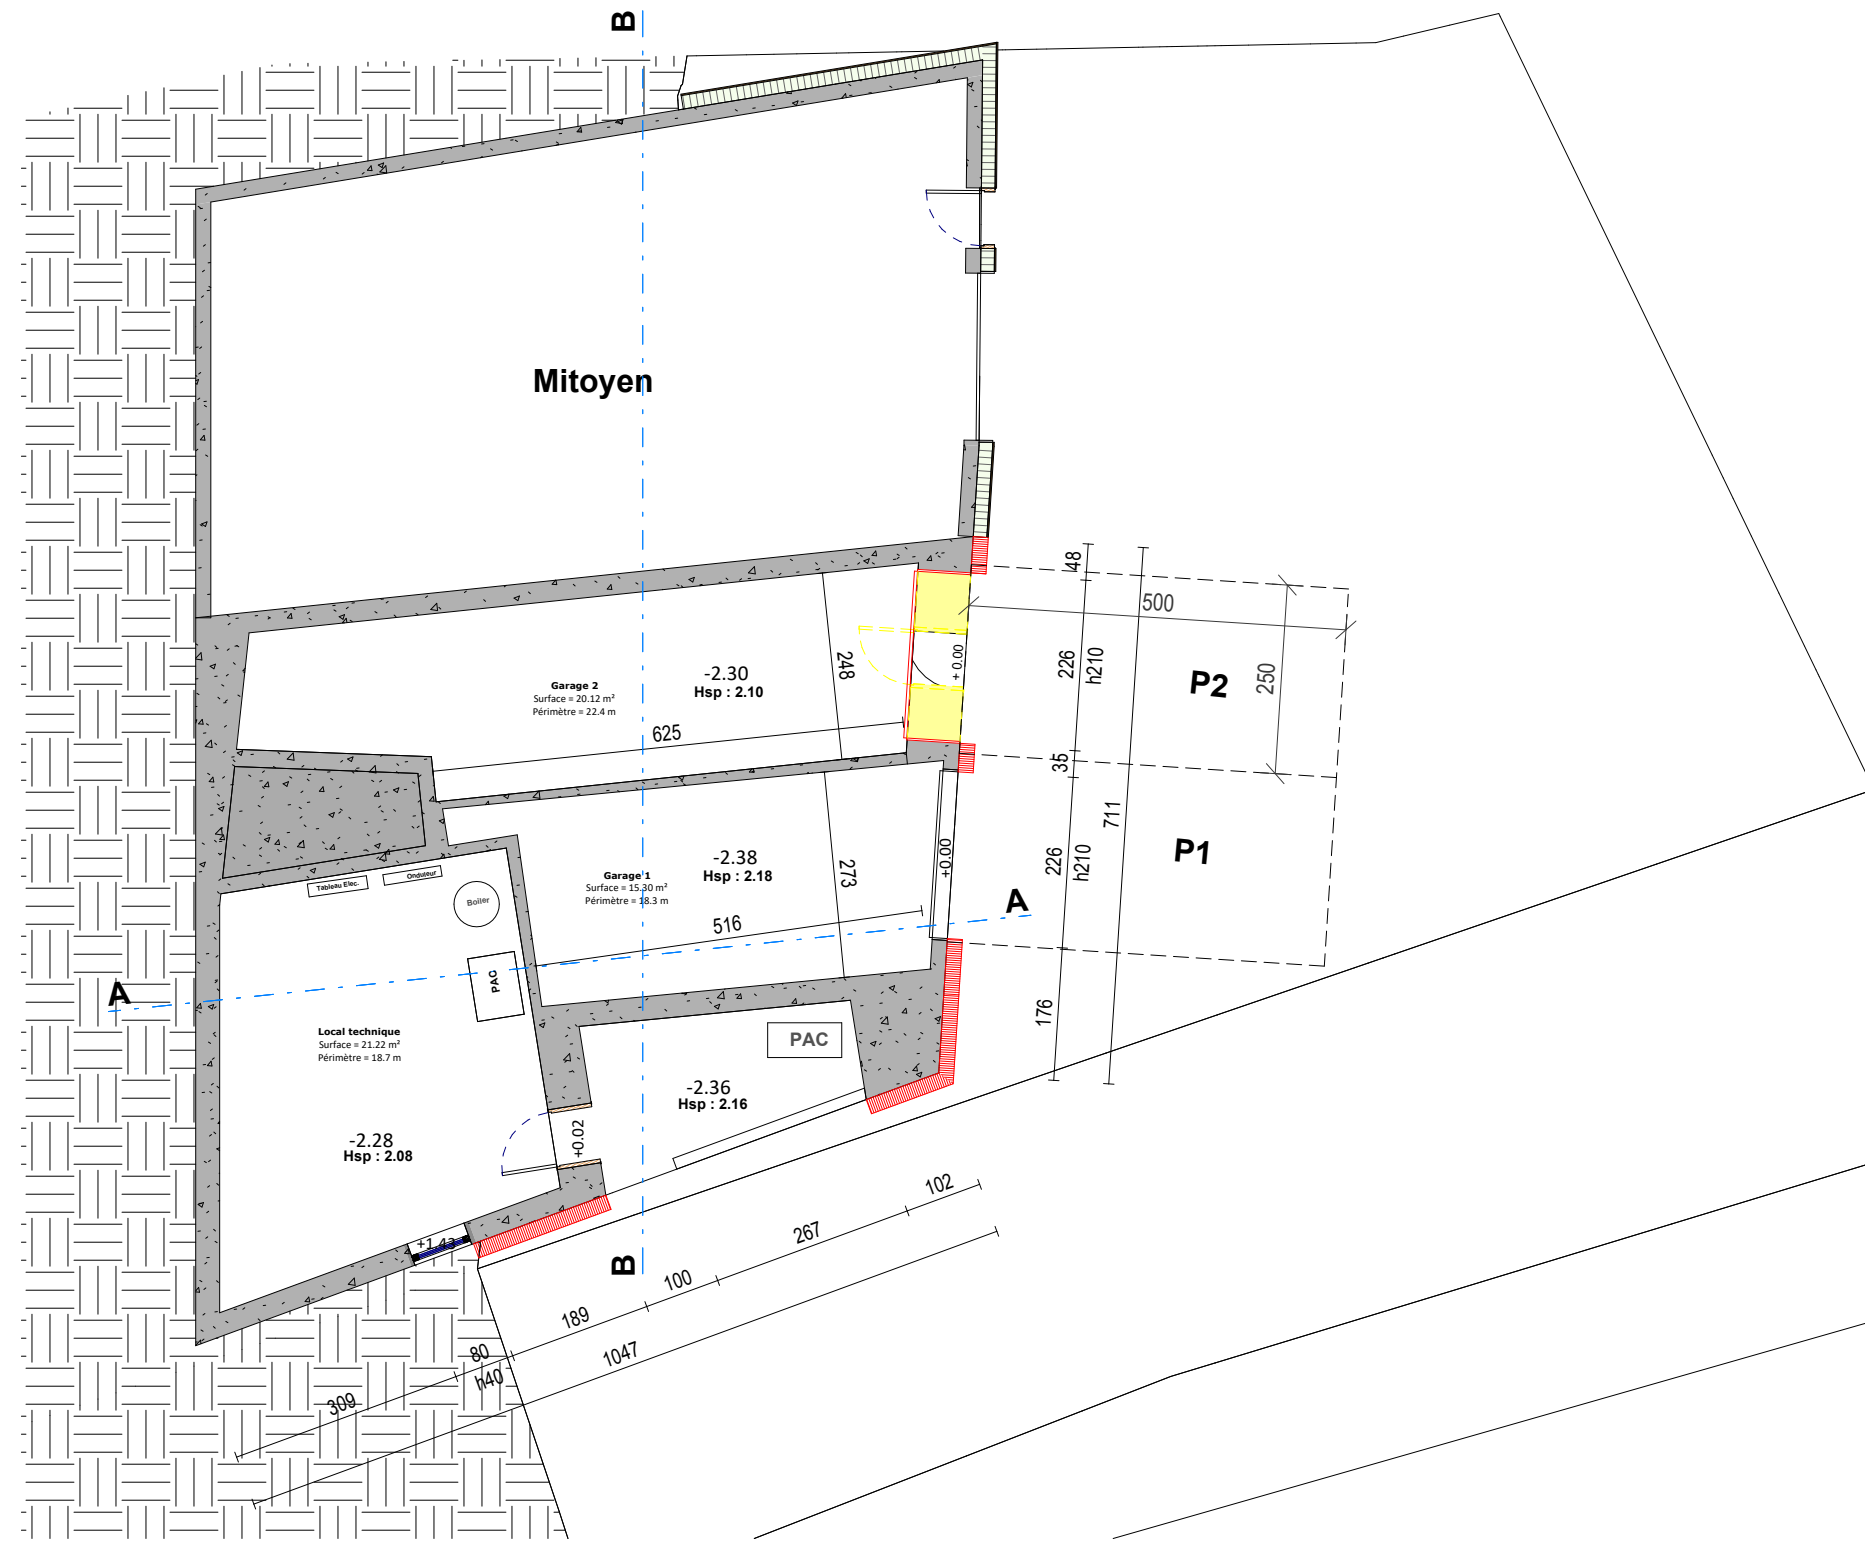 B
Mitoyen
48
500
Garage 2
Surface = 20.12 m²
Périmètre = 22.4 m
-2.30
Hsp : 2.10
248
+ 0.00
226
h210
P2
250
625
35
711
Garage 1
Surface = 15.30 m²
Périmètre = 18.3 m
-2.38
Hsp : 2.18
273
+0.00
226
h210
P1
Tableau Elec.
Onduleur
Boiler
A
516
PAC
A
176
Local technique
Surface = 21.22 m²
Périmètre = 18.7 m
PAC
-2.36
Hsp : 2.16
-2.28
Hsp : 2.08
+0.02
+1.43
B
102
267
100
189
80
h40
309
1047